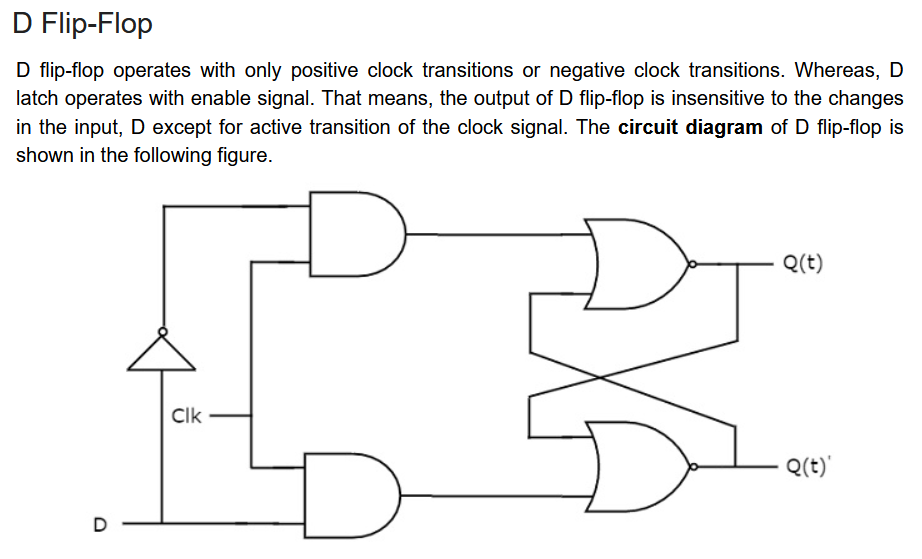 D Flip-Flop
D flip-flop operates with only positive clock transitions or negative clock transitions. Whereas, D
latch operates with enable signal. That means, the output of D flip-flop is insensitive to the changes
in the input, D except for active transition of the clock signal. The circuit diagram of D flip-flop is
shown in the following figure.
Q(t)
Clk
Q(t)'
D